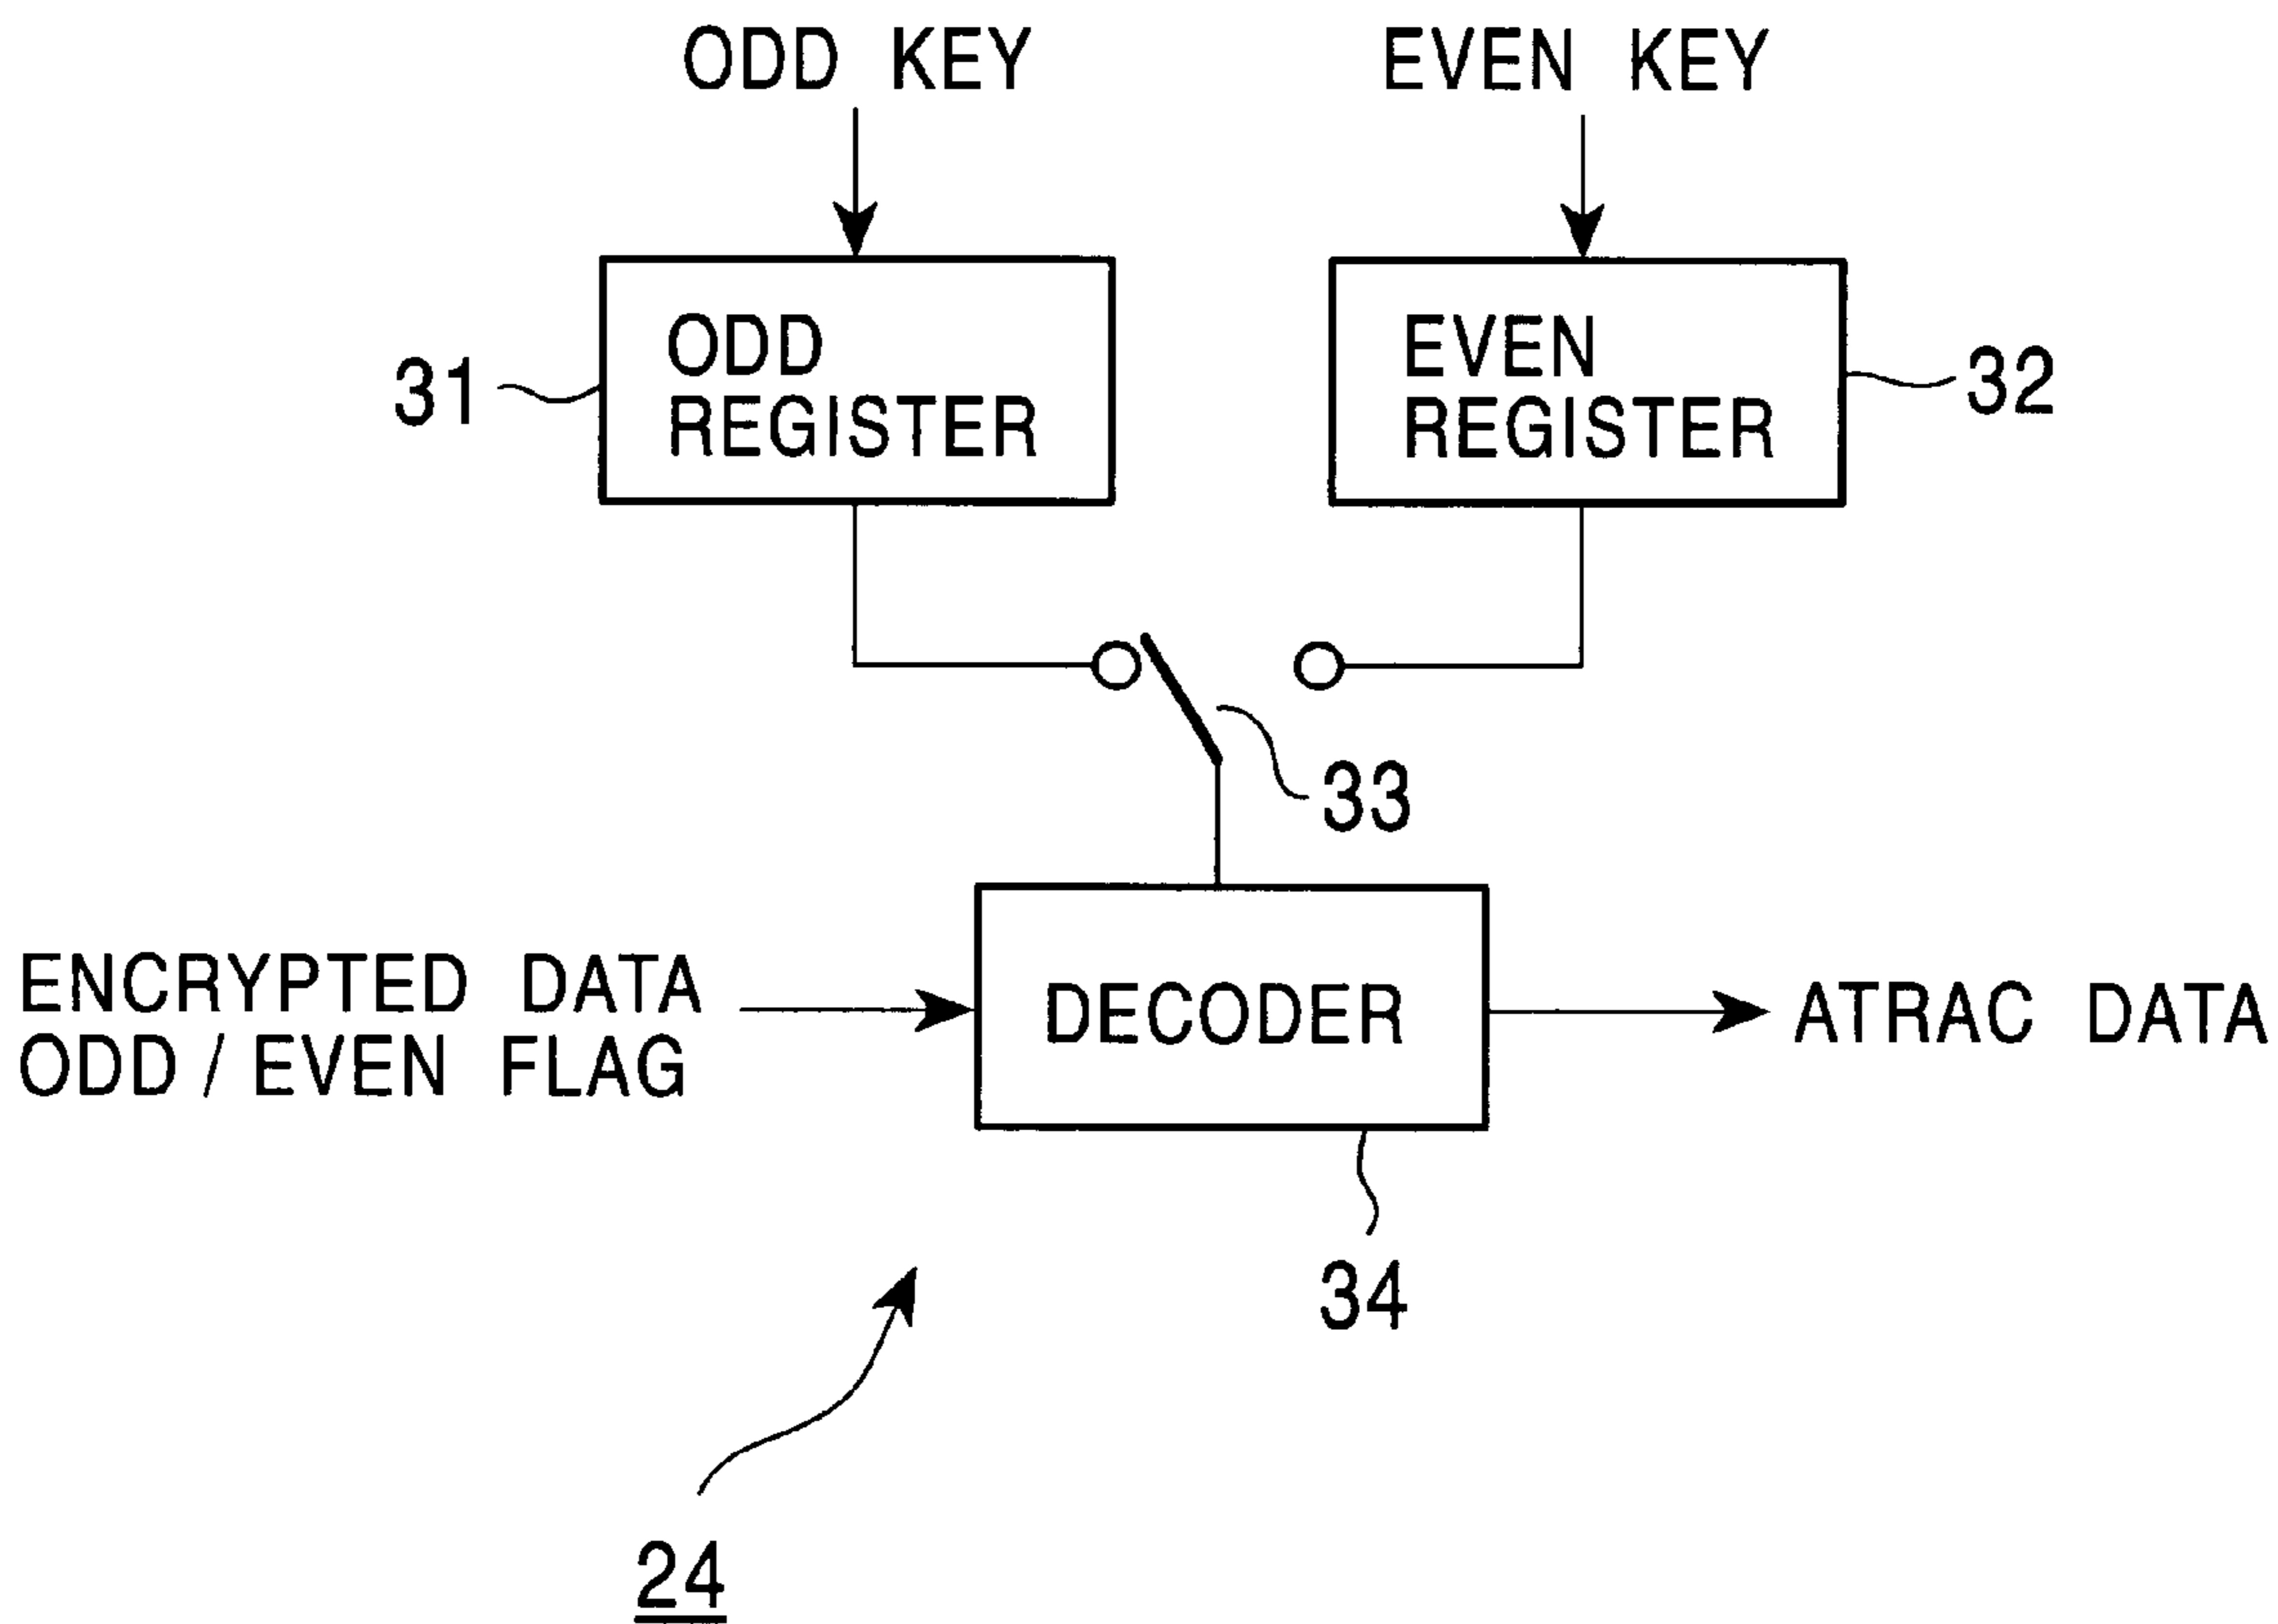 ODD KEY
EVEN KEY
ODD
REGISTER
31
EVEN
REGISTER
32
33
ENCRYPTED DATA
ODD / EVEN FLAG
DECODER
ATRAC DATA
34
24